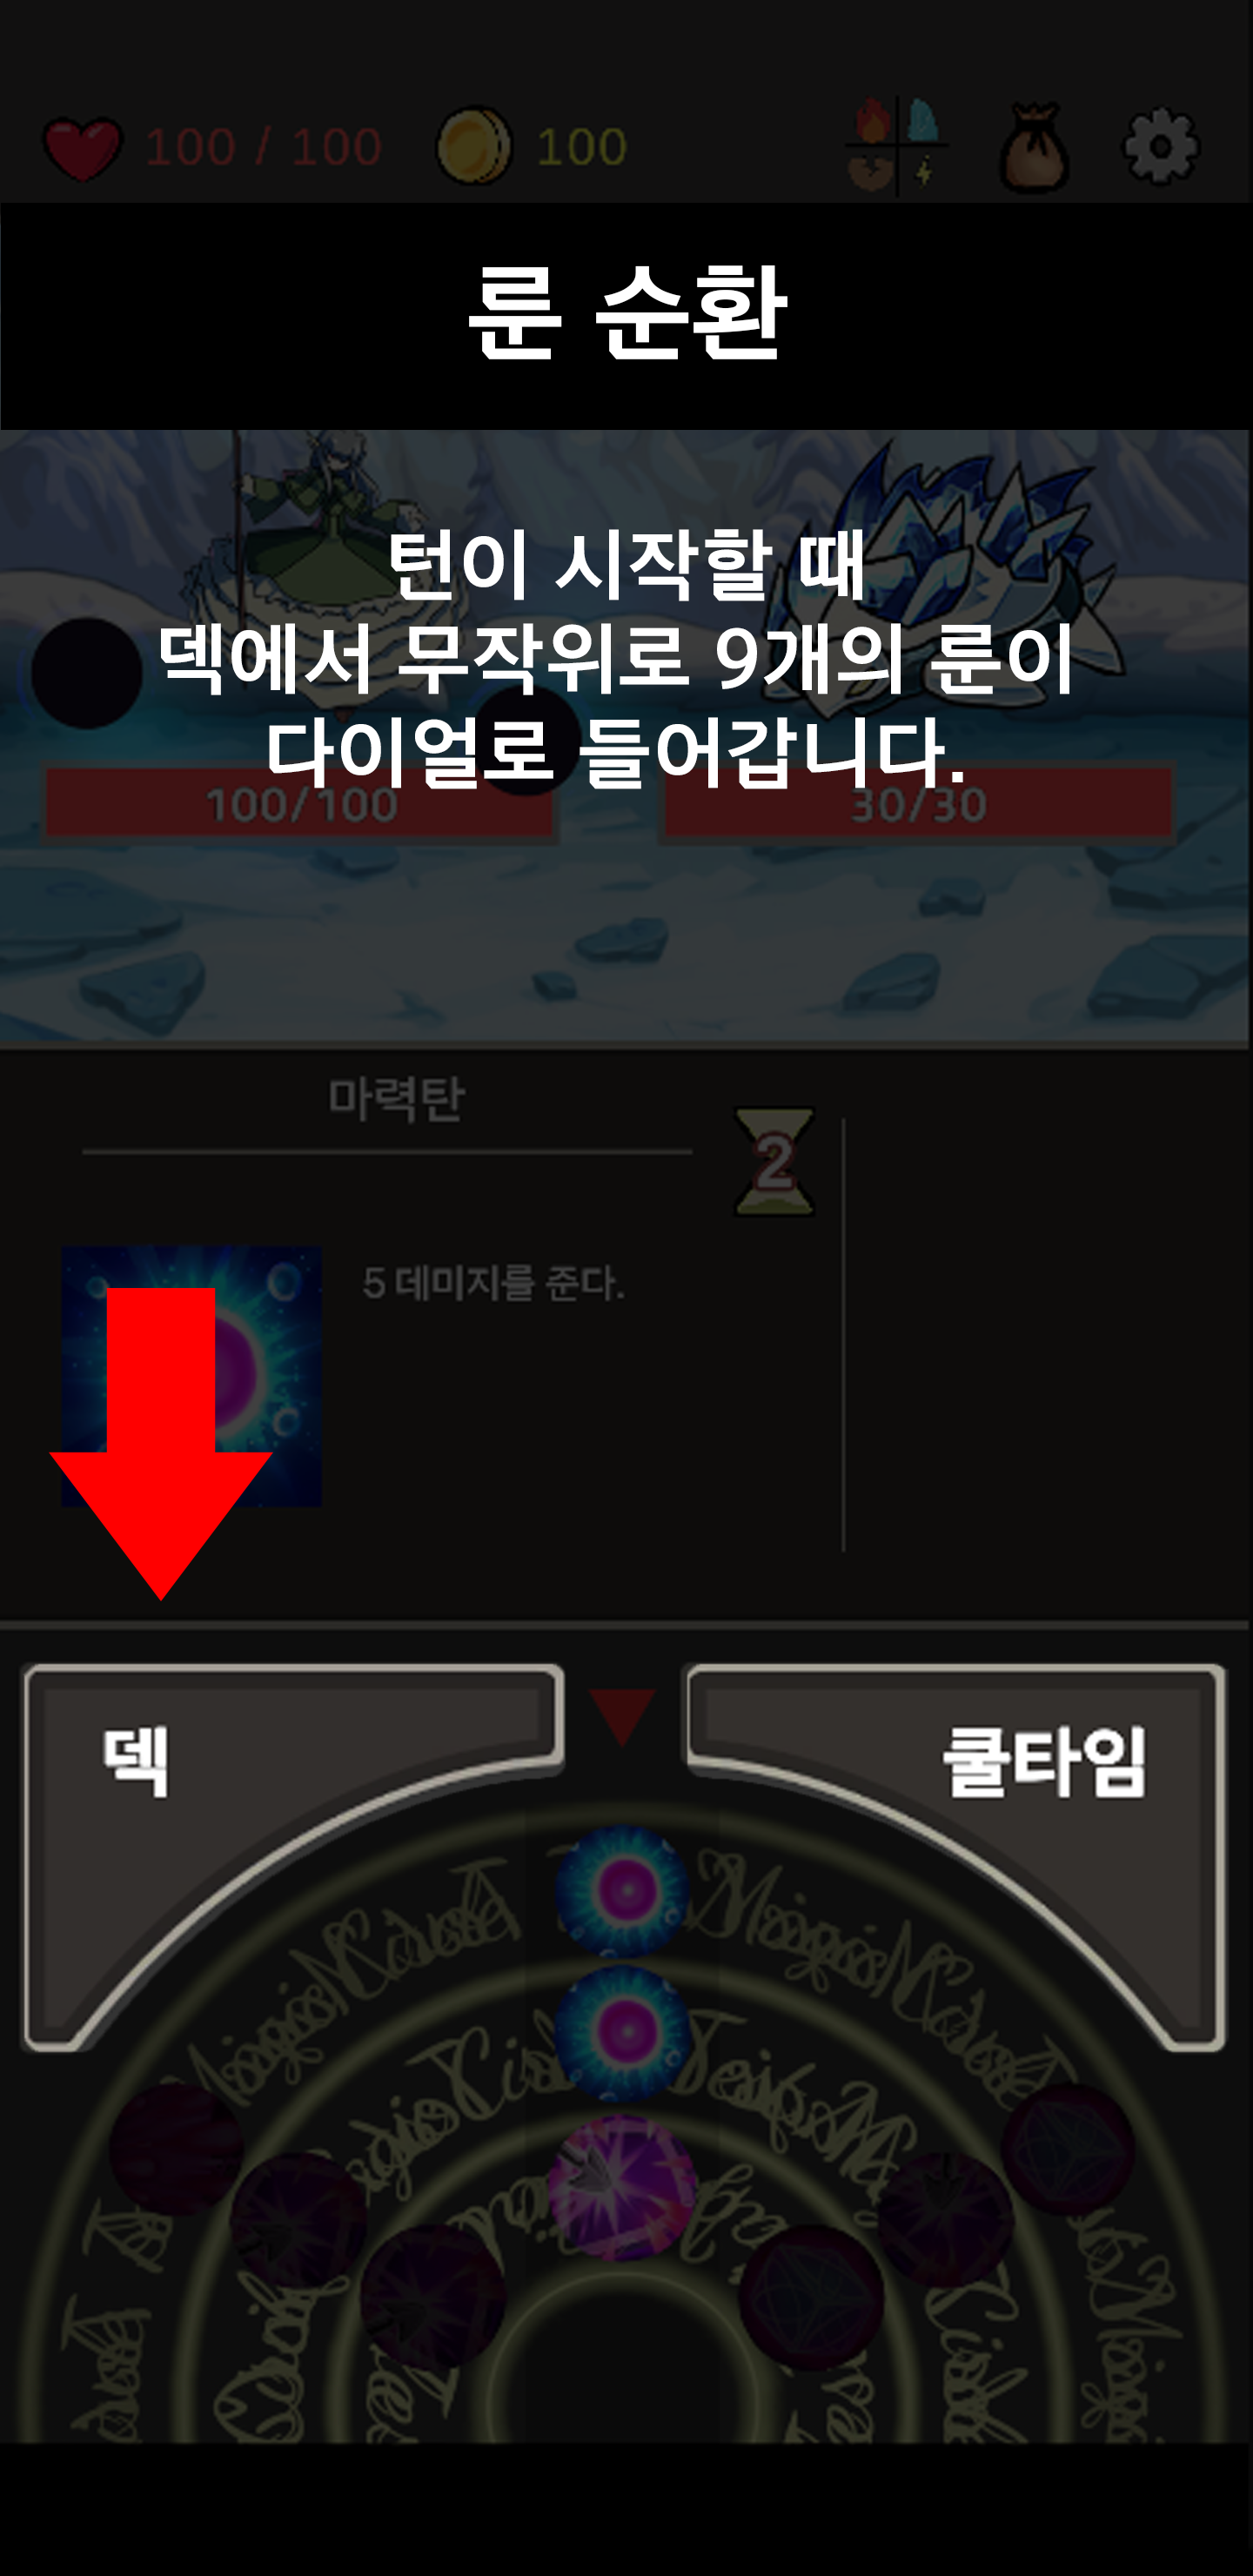 100 / 100
100
룬 순환
턴이 시작할 때
덱에서 무작위로 9개의 룬이
다이얼로 들어갑니다.
100/100
30/30
마력탄
2
5 데미지를 준다.
덱
쿨타임